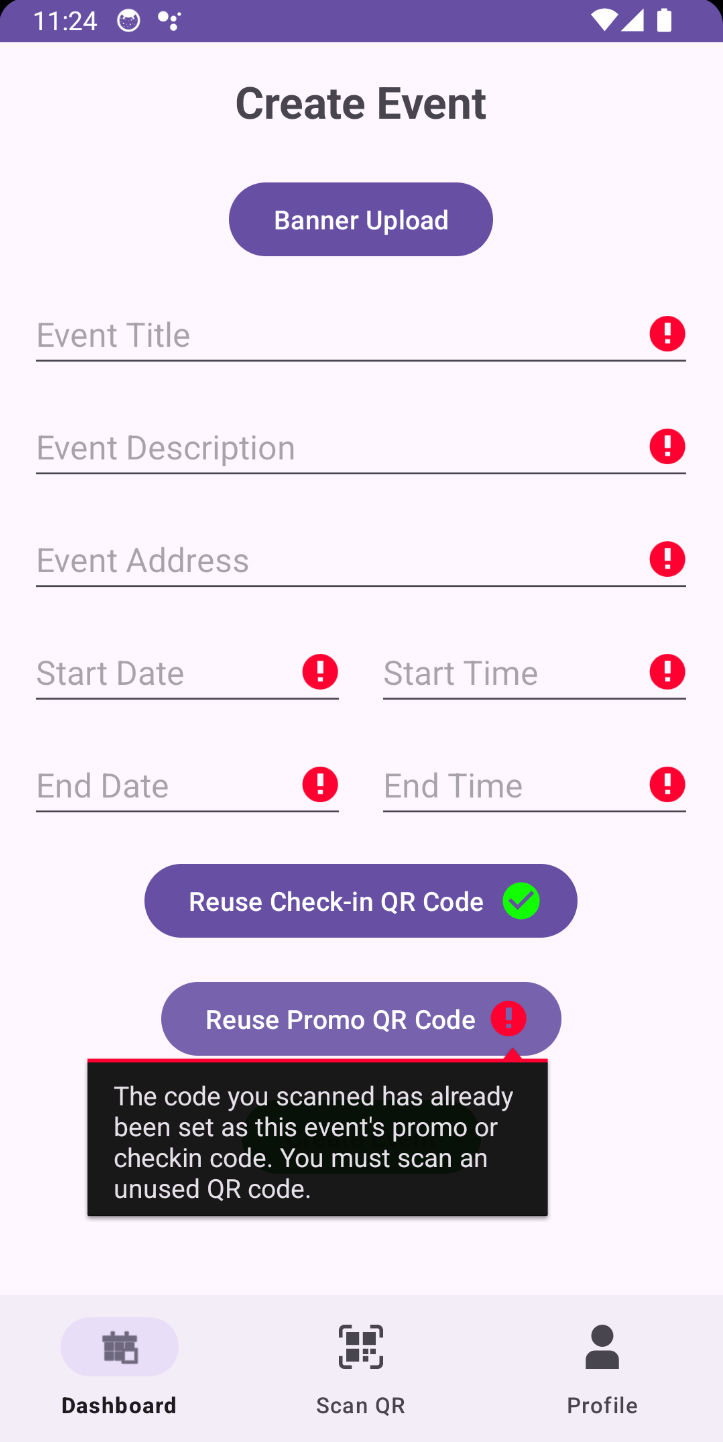 11:24
Create Event
Banner Upload
Event Title
Event Description
Event Address
Start Date Start Time
End Date End Time
Reuse Check-in QR Code
Reuse Promo QR Code
The code you scanned has already
been set as this event's promo or
checkin code. You must scan an
unused QR code.
Dashboard Scan QR Profile